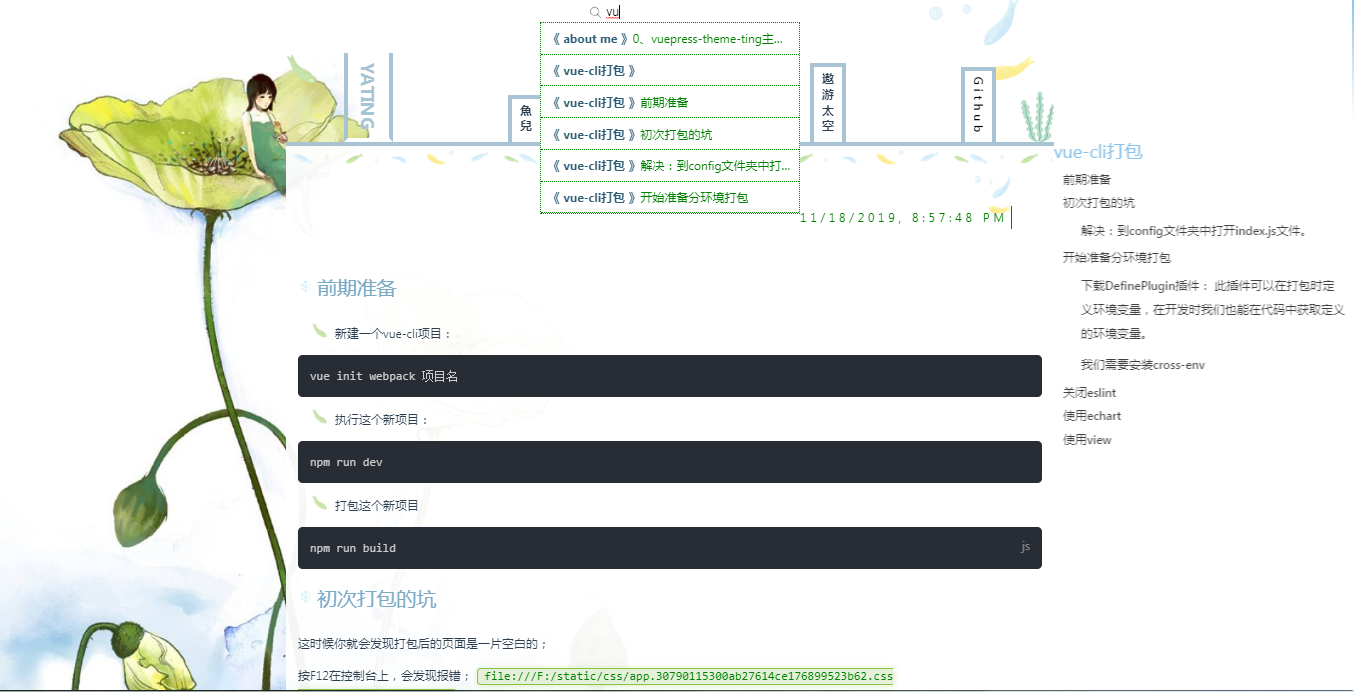 vu
《 about me 》0、vuepress-theme-ting主...
《 vue-cli打包 》
《 vue-cli打包 》前期准备
《 vue-cli打包 》初次打包的坑
《 vue-cli打包 》解决：到config文件夹中打...
《 vue-cli打包 》开始准备分环境打包
YATING
魚兒
遨游太空
Github
11/18/2019, 8:57:48 PM
前期准备
新建一个vue-cli项目：
vue init webpack 项目名
执行这个新项目：
npm run dev
打包这个新项目
npm run build
js
初次打包的坑
这时候你就会发现打包后的页面是一片空白的；
按F12在控制台上，会发现报错； file:///F:/static/css/app.30790115300ab27614ce176899523b62.css
vue-cli打包
前期准备
初次打包的坑
解决：到config文件夹中打开index.js文件。
开始准备分环境打包
下载DefinePlugin插件： 此插件可以在打包时定
义环境变量，在开发时我们也能在代码中获取定义
的环境变量。
我们需要安装cross-env
关闭eslint
使用echart
使用view